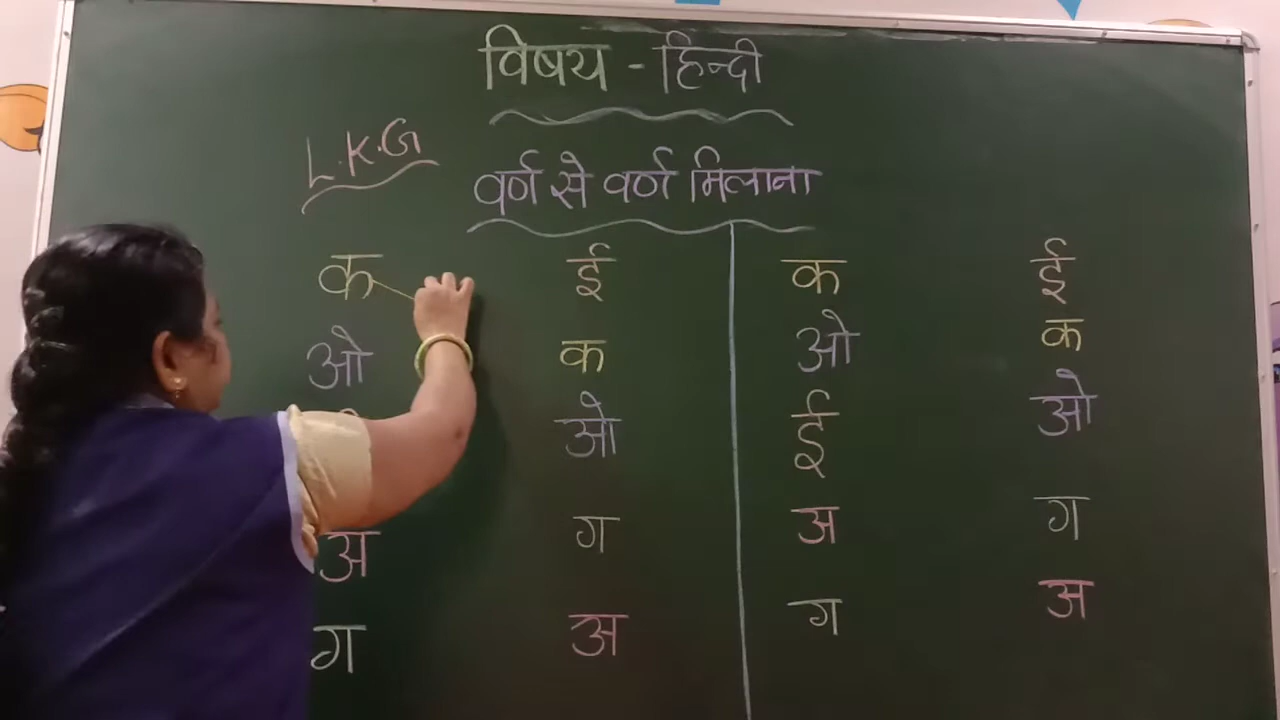 विषय - हिन्दी
L.K.G
वर्ण से वर्ण मिलाना
क ई क ई
ओ क ओ क
ओ ई ओ
अ ग अ ग
ग अ ग अ